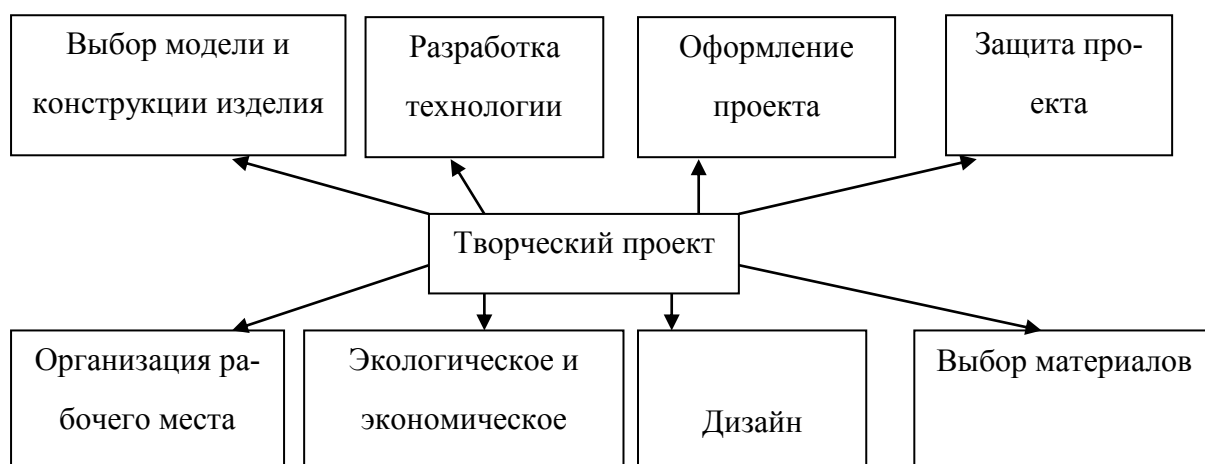 Выбор модели и
конструкции изделия
Разработка
технологии
Оформление
проекта
Защита про-
екта
Творческий проект
Организация ра-
бочего места
Экологическое и
экономическое
Дизайн
Выбор материалов